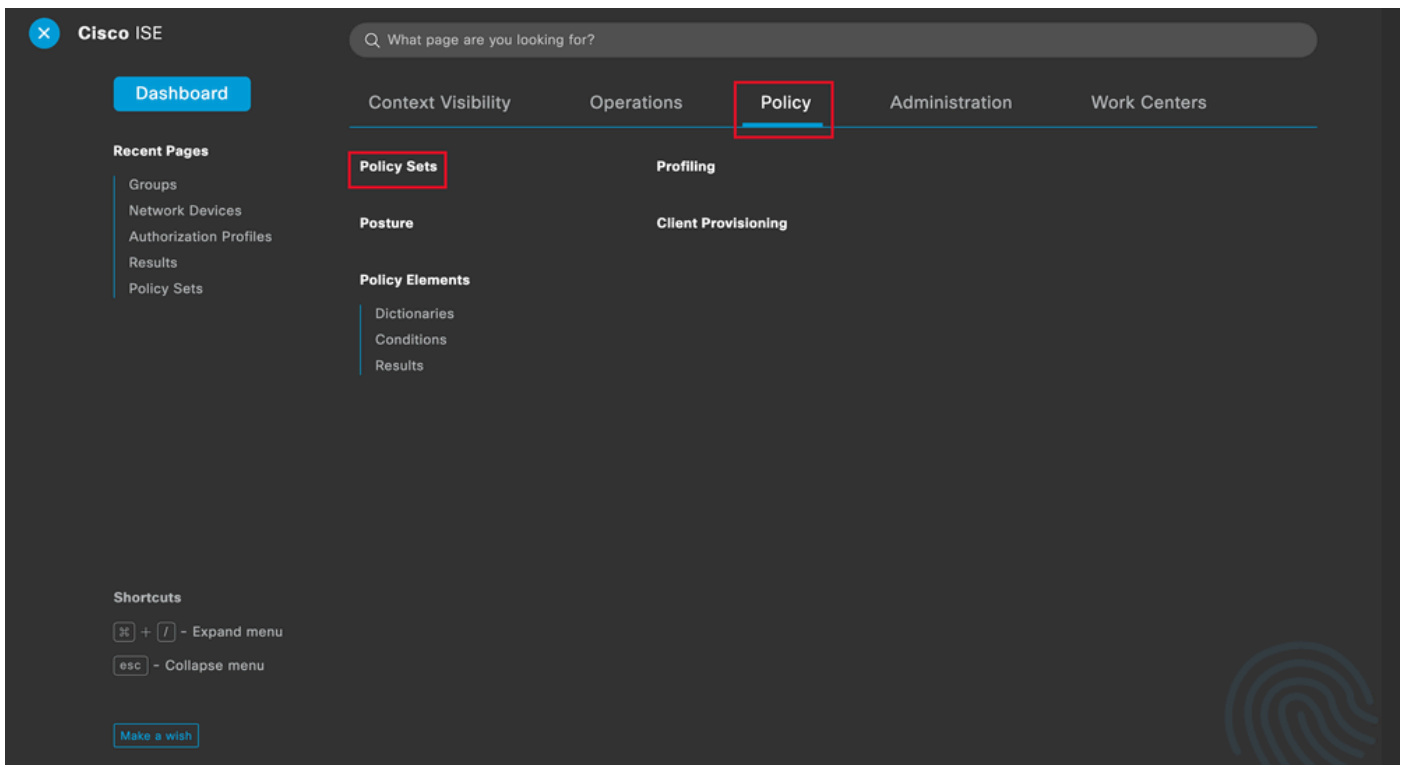 Cisco ISE
What page are you looking for?
Dashboard
Context Visibility Operations Policy Administration Work Centers
Recent Pages
Groups
Network Devices
Authorization Profiles
Results
Policy Sets
Policy Sets Profiling
Posture Client Provisioning
Policy Elements
Dictionaries
Conditions
Results
Shortcuts
⌘ + / - Expand menu
esc - Collapse menu
Make a wish